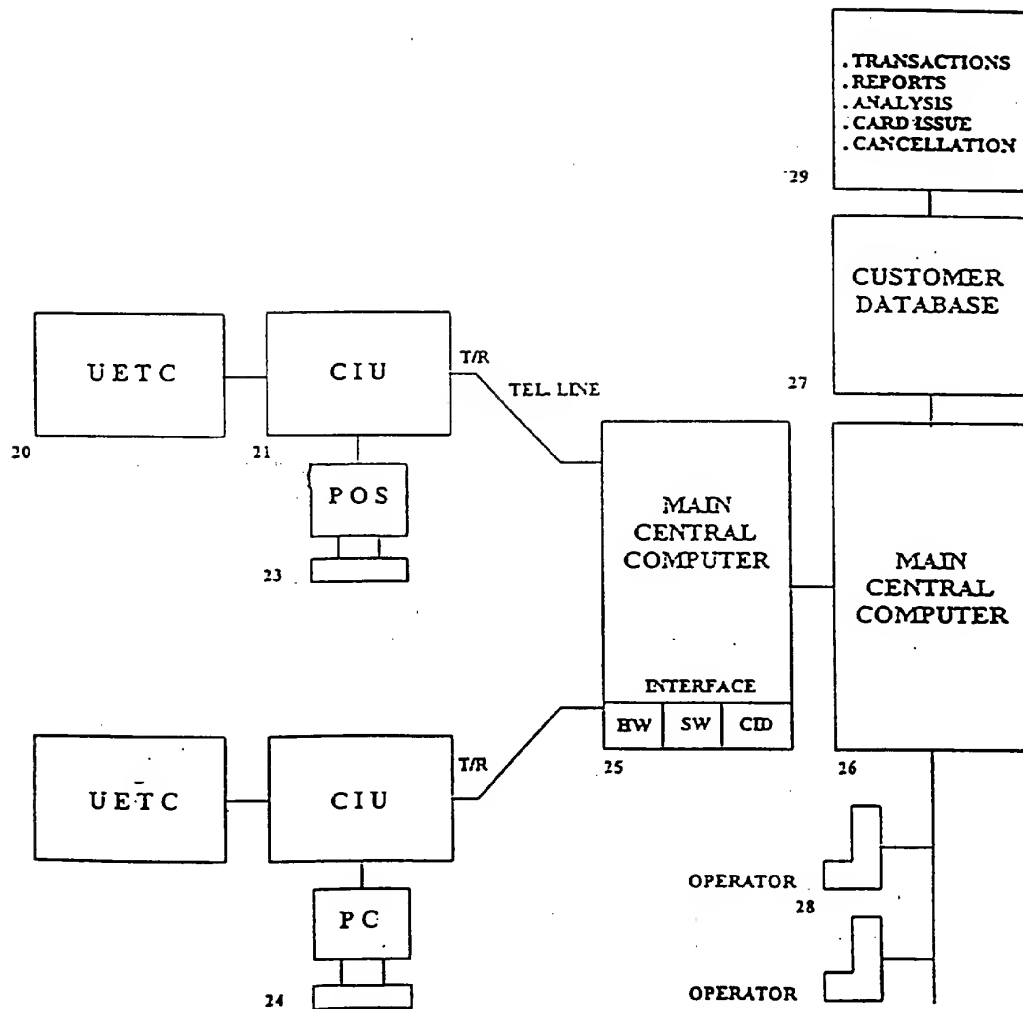 . TRANSACTIONS
. REPORTS
. ANALYSIS
. CARD ISSUE
. CANCELLATION
29
CUSTOMER
DATABASE
27
UETC
20
CIU
21
T/R
TEL. LINE
POS
23
MAIN
CENTRAL
COMPUTER
INTERFACE
HW SW CID
25
MAIN
CENTRAL
COMPUTER
26
UETC
CIU
T/R
PC
24
OPERATOR
28
OPERATOR